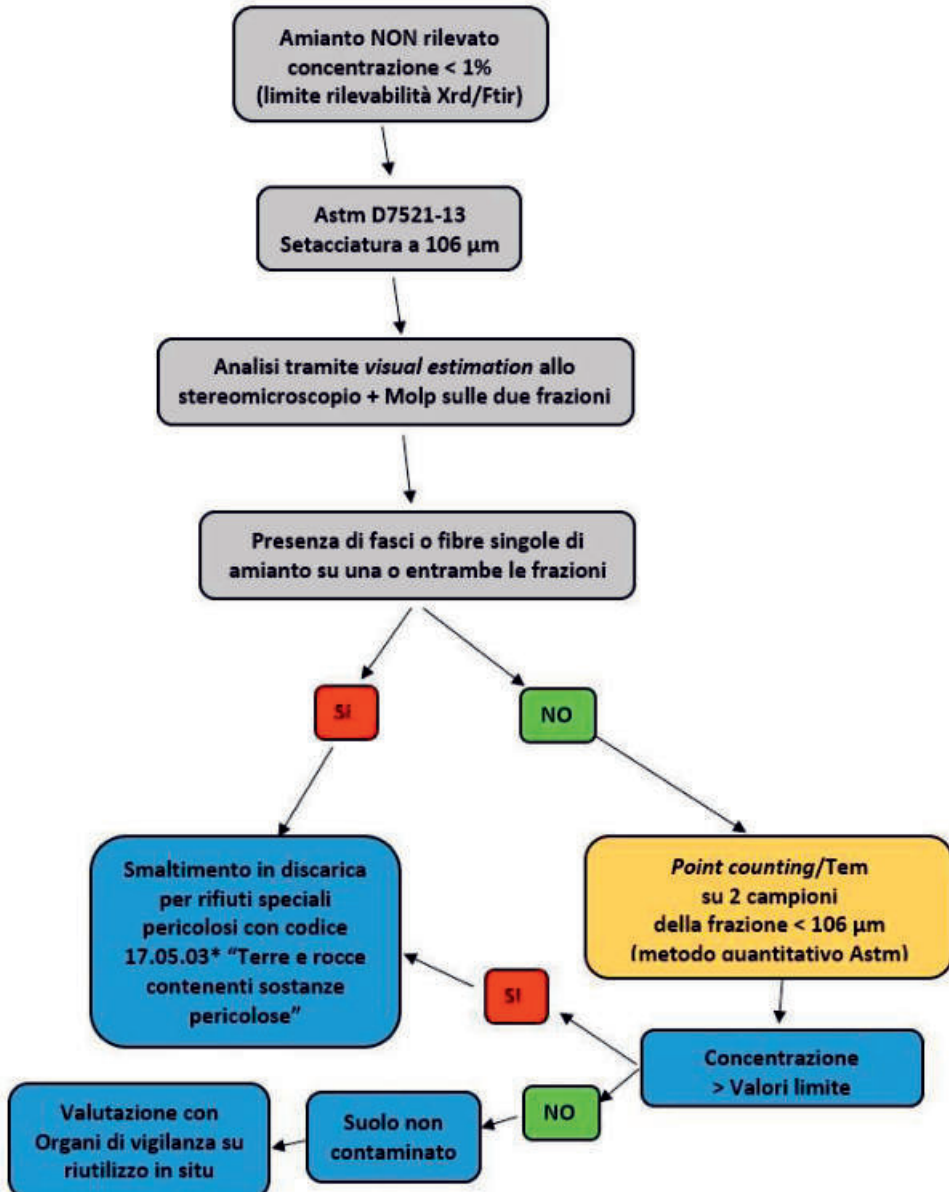 Amianto NON rilevato
concentrazione < 1%
(limite rilevabilità Xrd/Ftir)
Astm D7521-13
Setacciatura a 106 µm
Analisi tramite visual estimation allo
stereomicroscopio + Molp sulle due frazioni
Presenza di fasci o fibre singole di
amianto su una o entrambe le frazioni
Si
NO
Smaltimento in discarica
per rifiuti speciali
pericolosi con codice
17.05.03* “Terre e rocce
contenenti sostanze
pericolose”
Point counting/Tem
su 2 campioni
della frazione < 106 µm
(metodo quantitativo Astm)
SI
Concentrazione
> Valori limite
NO
Suolo non
contaminato
Valutazione con
Organi di vigilanza su
riutilizzo in situ